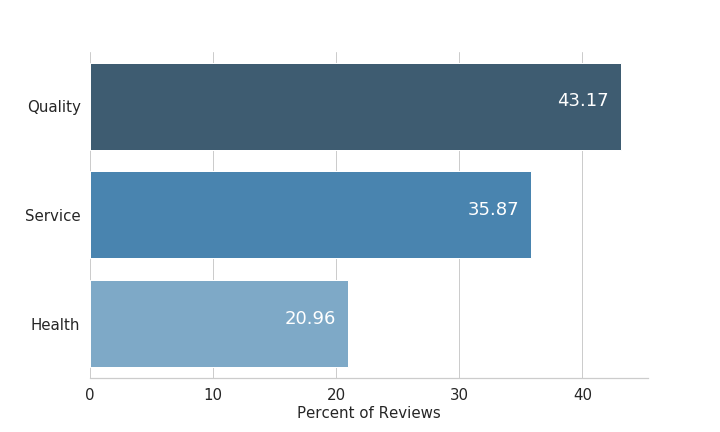 Quality
43.17
Service
35.87
Health
20.96
0 10 20 30 40
Percent of Reviews